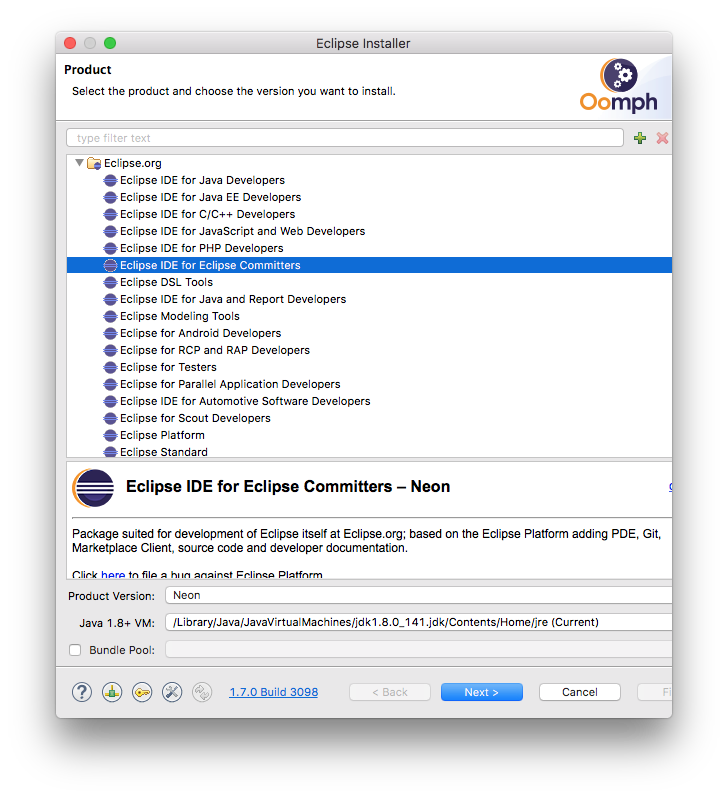 Eclipse Installer
Product
Select the product and choose the version you want to install.
Oomph
type filter text
Eclipse.org
Eclipse IDE for Java Developers
Eclipse IDE for Java EE Developers
Eclipse IDE for C/C++ Developers
Eclipse IDE for JavaScript and Web Developers
Eclipse IDE for PHP Developers
Eclipse IDE for Eclipse Committers
Eclipse DSL Tools
Eclipse IDE for Java and Report Developers
Eclipse Modeling Tools
Eclipse for Android Developers
Eclipse for RCP and RAP Developers
Eclipse for Testers
Eclipse for Parallel Application Developers
Eclipse IDE for Automotive Software Developers
Eclipse for Scout Developers
Eclipse Platform
Eclipse Standard
Eclipse IDE for Eclipse Committers – Neon
Package suited for development of Eclipse itself at Eclipse.org; based on the Eclipse Platform adding PDE, Git,
Marketplace Client, source code and developer documentation.
Click here to file a bug against Eclipse Platform
Product Version: Neon
Java 1.8+ VM: /Library/Java/JavaVirtualMachines/jdk1.8.0_141.jdk/Contents/Home/jre (Current)
Bundle Pool:
? 1.7.0 Build 3098 < Back Next > Cancel